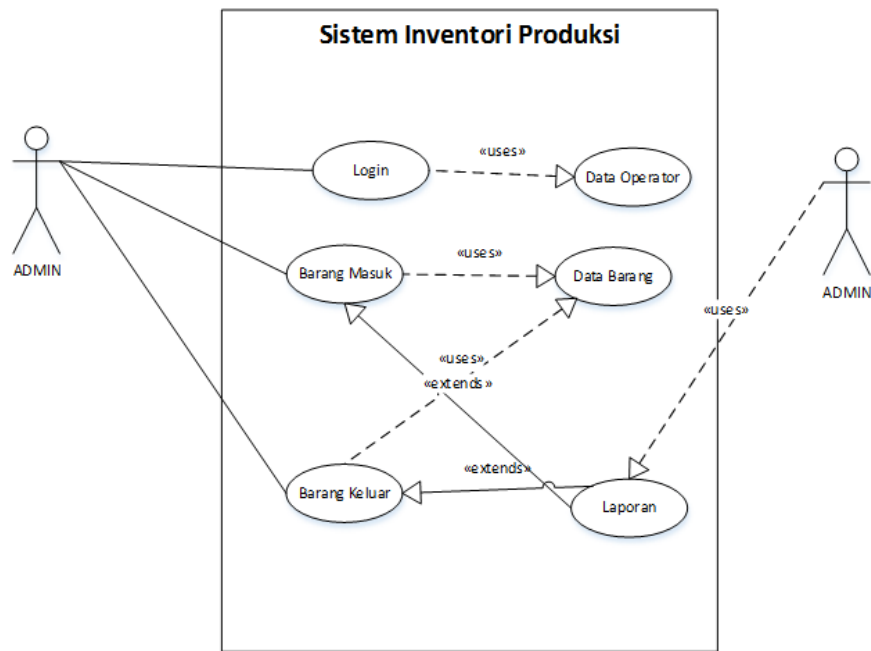 Sistem Inventori Produksi
«uses»
Login
Data Operator
ADMIN
«uses»
Barang Masuk
Data Barang
ADMIN
«uses»
«uses»
«extends»
«extends»
Barang Keluar
Laporan